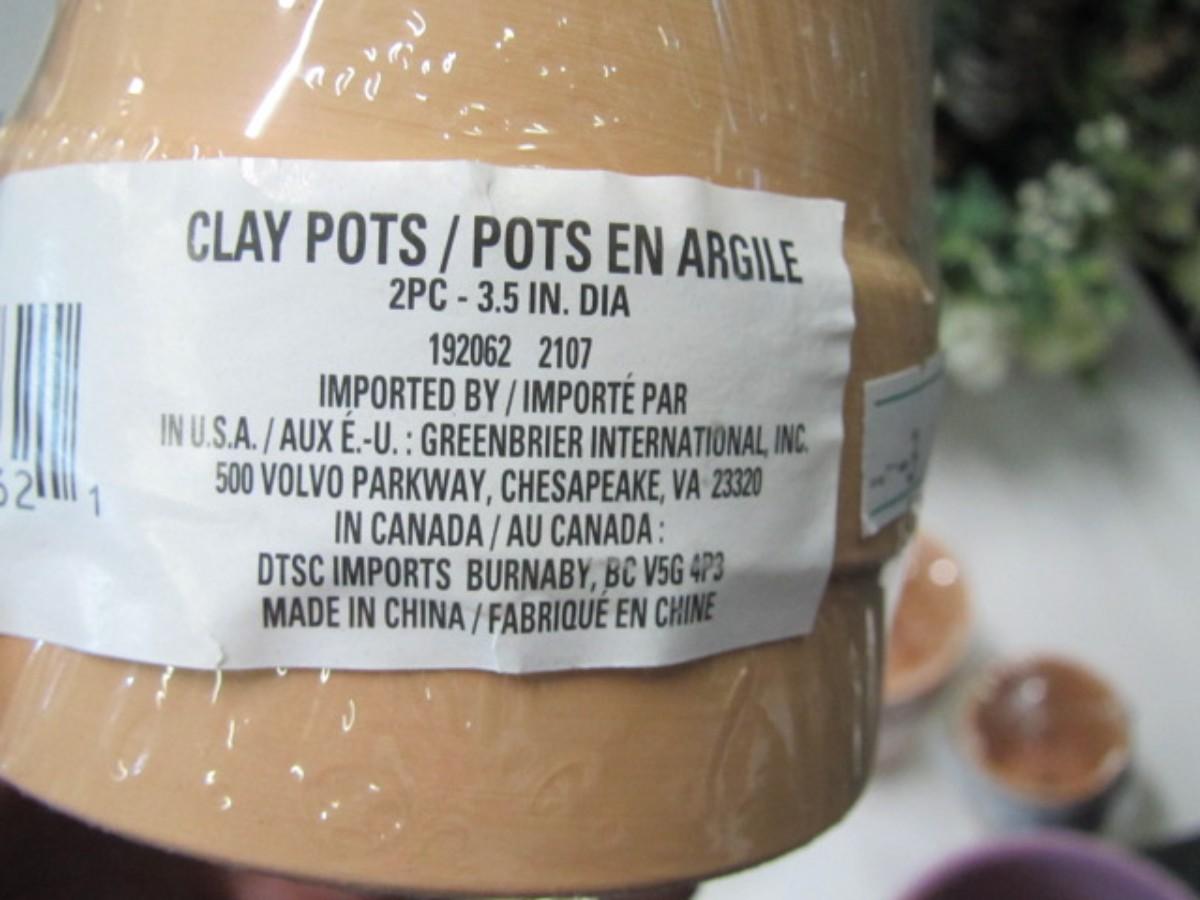 CLAY POTS / POTS EN ARGILE
2PC - 3.5 IN. DIA
192062 2107
IMPORTED BY / IMPORTÉ PAR
IN U.S.A. / AUX É.-U. : GREENBRIER INTERNATIONAL, INC.
500 VOLVO PARKWAY, CHESAPEAKE, VA 23320
IN CANADA / AU CANADA :
DTSC IMPORTS BURNABY, BC V5G 4P3
MADE IN CHINA / FABRIQUÉ EN CHINE
62 1